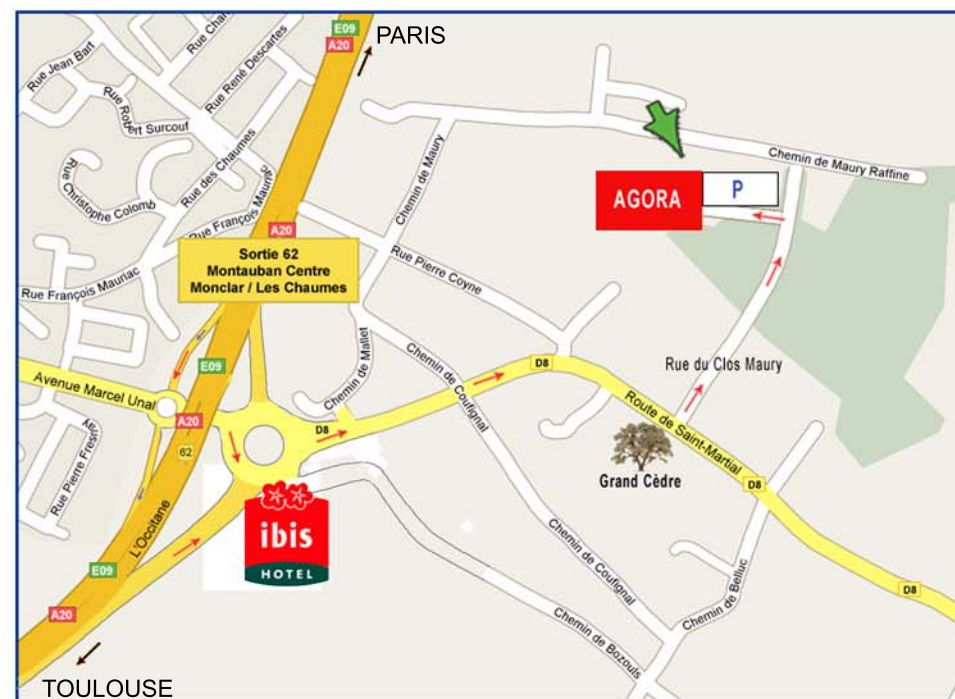 E09
A20
PARIS
Rue Jean Bart
Rue Char
Rue René Descartes
Rue Robert Surcouf
Rue des Chaumes
Rue Christophe Colomb
Rue François Mauriac
Rue François Mauriac
A20
Sortie 62
Montauban Centre
Monclar / Les Chaumes
Chemin de Maury
Chemin de Maury Raffine
AGORA
P
Rue Pierre Coyne
Chemin de Mallet
Chemin de Coufignal
E09
Avenue Marcel Unal
A20
62
D8
D8
Rue du Clos Maury
Route de Saint-Martial
Grand Cèdre
D8
Rue Pierre Fresnay
L'Occitane
ibis
HOTEL
Chemin de Coufignal
Chemin de Belluc
Chemin de Bozouls
D8
E09
A20
TOULOUSE